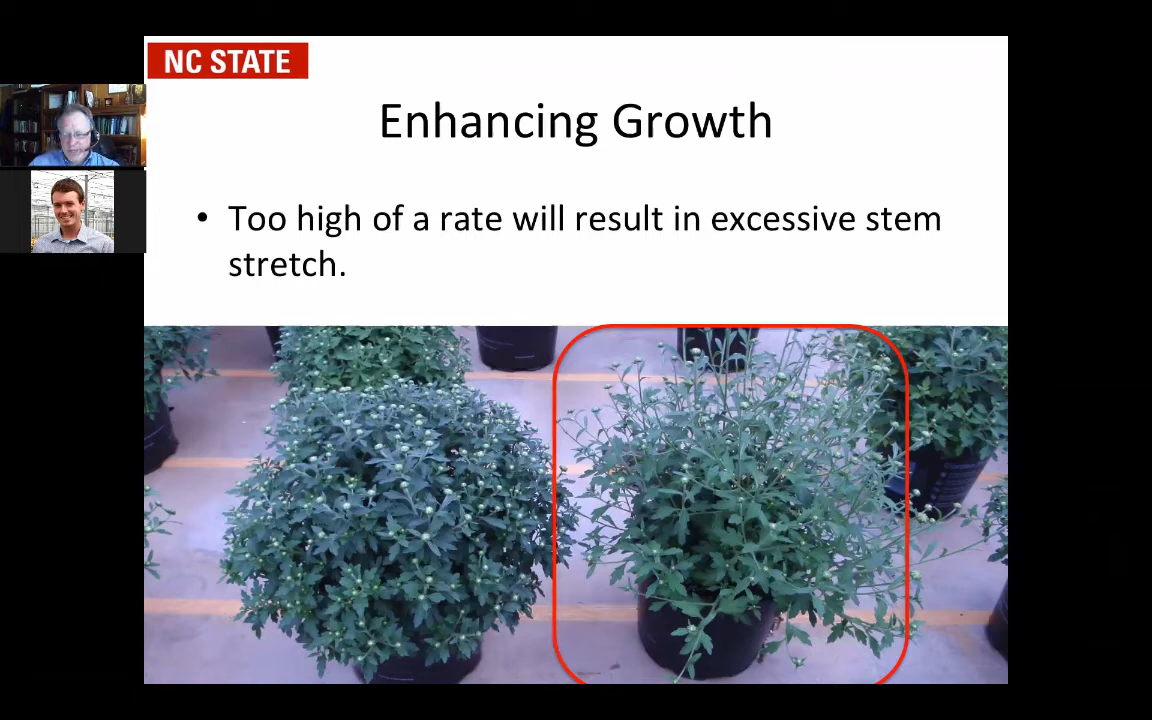 NC STATE
Enhancing Growth
• Too high of a rate will result in excessive stem
stretch.